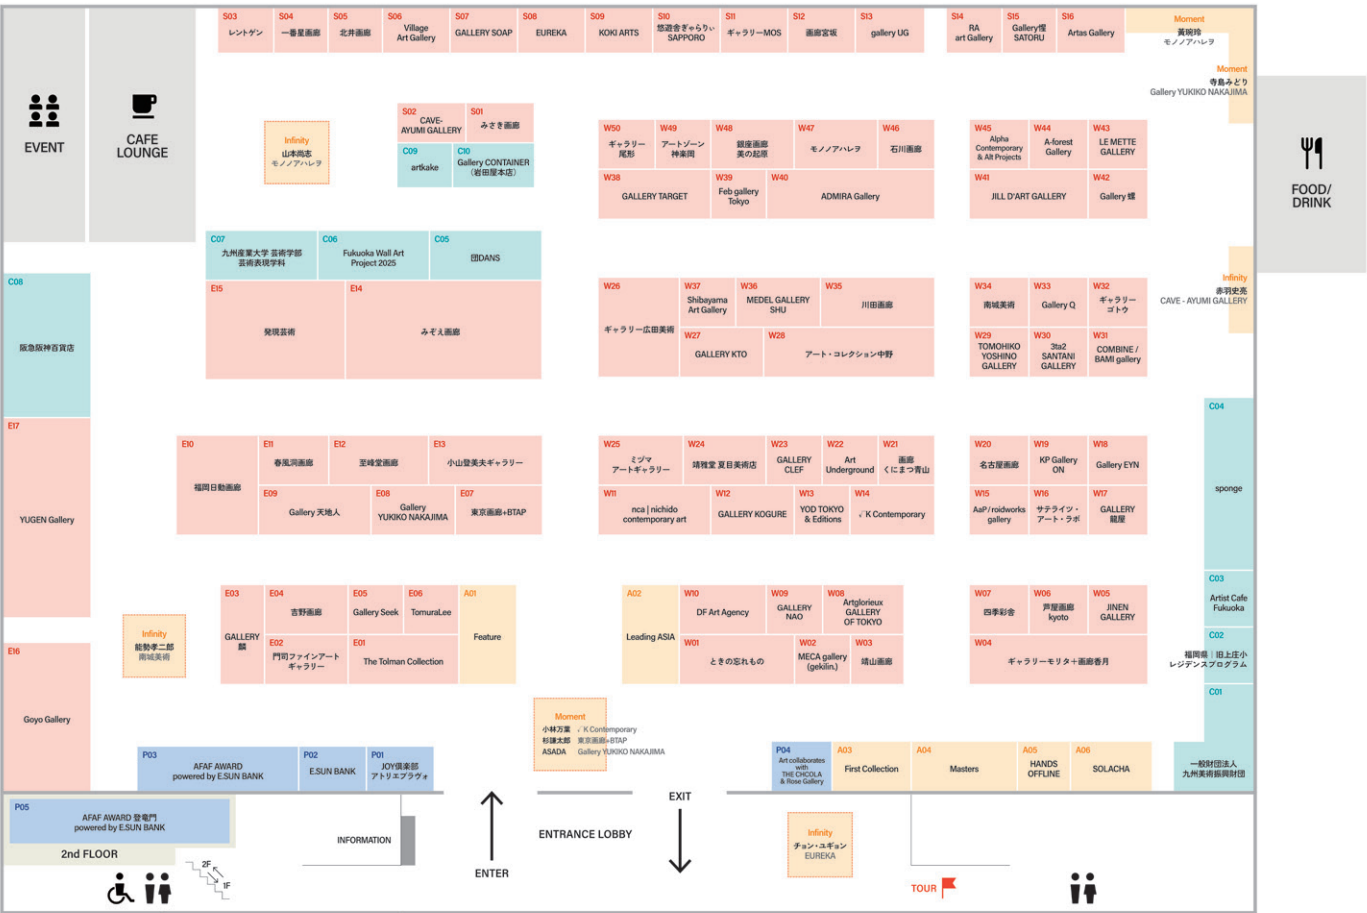 S03
レントゲン
S04
一番星画廊
S05
北井画廊
S06
Village
Art Gallery
S07
GALLERY SOAP
S08
EUREKA
S09
KOKI ARTS
S10
悠遊舎ぎゃらりぃ
SAPPORO
S11
ギャラリーMOS
S12
画廊宮坂
S13
gallery UG
S14
RA
art Gallery
S15
Gallery惺
SATORU
S16
Artas Gallery
Moment
黃琬玲
モノノアハレヲ
Moment
寺島みどり
Gallery YUKIKO NAKAJIMA
EVENT
CAFE
LOUNGE
FOOD/
DRINK
Infinity
山本尚志
モノノアハレヲ
S02
CAVE-
AYUMI GALLERY
S01
みさき画廊
C09
artkake
C10
Gallery CONTAINER
（岩田屋本店）
W50
ギャラリー
尾形
W49
アートゾーン
神楽岡
W48
銀座画廊
美の起原
W47
モノノアハレヲ
W46
石川画廊
W45
Alpha
Contemporary
& Alt Projects
W44
A-forest
Gallery
W43
LE METTE
GALLERY
W38
GALLERY TARGET
W39
Feb gallery
Tokyo
W40
ADMIRA Gallery
W41
JILL D'ART GALLERY
W42
Gallery 螺
C07
九州産業大学 芸術学部
芸術表現学科
C06
Fukuoka Wall Art
Project 2025
C05
団DANS
E15
発現芸術
E14
みぞえ画廊
C08
阪急阪神百貨店
W26
ギャラリー広田美術
W37
Shibayama
Art Gallery
W36
MEDEL GALLERY
SHU
W35
川田画廊
W27
GALLERY KTO
W28
アート・コレクション中野
W34
南城美術
W33
Gallery Q
W32
ギャラリー
ゴトウ
W29
TOMOHIKO
YOSHINO
GALLERY
W30
3ta2
SANTANI
GALLERY
W31
COMBINE /
BAMI gallery
Infinity
赤羽史亮
CAVE - AYUMI GALLERY
E17
YUGEN Gallery
E10
福岡日動画廊
E11
春風洞画廊
E12
至峰堂画廊
E13
小山登美夫ギャラリー
E09
Gallery 天地人
E08
Gallery
YUKIKO NAKAJIMA
E07
東京画廊+BTAP
W25
ミヅマ
アートギャラリー
W24
靖雅堂 夏目美術店
W23
GALLERY
CLEF
W22
Art
Underground
W21
画廊
くにまつ青山
W11
nca | nichido
contemporary art
W12
GALLERY KOGURE
W13
YOD TOKYO
& Editions
W14
√K Contemporary
W20
名古屋画廊
W19
KP Gallery
ON
W18
Gallery EYN
W15
AaP / roidworks
gallery
W16
サテライツ・
アート・ラボ
W17
GALLERY
龍屋
C04
sponge
C03
Artist Cafe
Fukuoka
C02
福岡県｜旧上庄小
レジデンスプログラム
C01
一般財団法人
九州美術振興財団
E16
Goyo Gallery
Infinity
能勢孝二郎
南城美術
E03
GALLERY
麟
E04
吉野画廊
E05
Gallery Seek
E06
TomuraLee
E02
門司ファインアート
ギャラリー
E01
The Tolman Collection
A01
Feature
A02
Leading ASIA
W10
DF Art Agency
W09
GALLERY
NAO
W08
Artglorieux
GALLERY
OF TOKYO
W01
ときの忘れもの
W02
MECA gallery
(gekilin.)
W03
靖山画廊
W07
四季彩舎
W06
芦屋画廊
kyoto
W05
JINEN
GALLERY
W04
ギャラリーモリタ＋画廊香月
Moment
小林万葉 √K Contemporary
杉謙太郎 東京画廊+BTAP
ASADA Gallery YUKIKO NAKAJIMA
P03
AFAF AWARD
powered by E.SUN BANK
P02
E.SUN BANK
P01
JOY倶楽部
アトリエブラヴォ
P04
Art collaborates
with
THE CHCOLA
& Rose Gallery
A03
First Collection
A04
Masters
A05
HANDS
OFFLINE
A06
SOLACHA
P05
AFAF AWARD 登竜門
powered by E.SUN BANK
2nd FLOOR
2F
1F
INFORMATION
ENTER
ENTRANCE LOBBY
EXIT
Infinity
チョン・ユギョン
EUREKA
TOUR